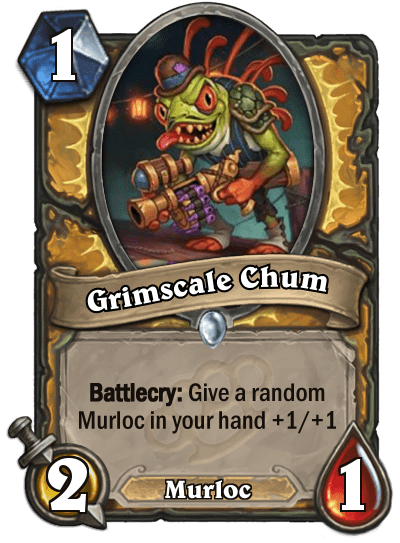 1
Grimscale Chum
Battlecry: Give a random
Murloc in your hand +1/+1
2
Murloc
1